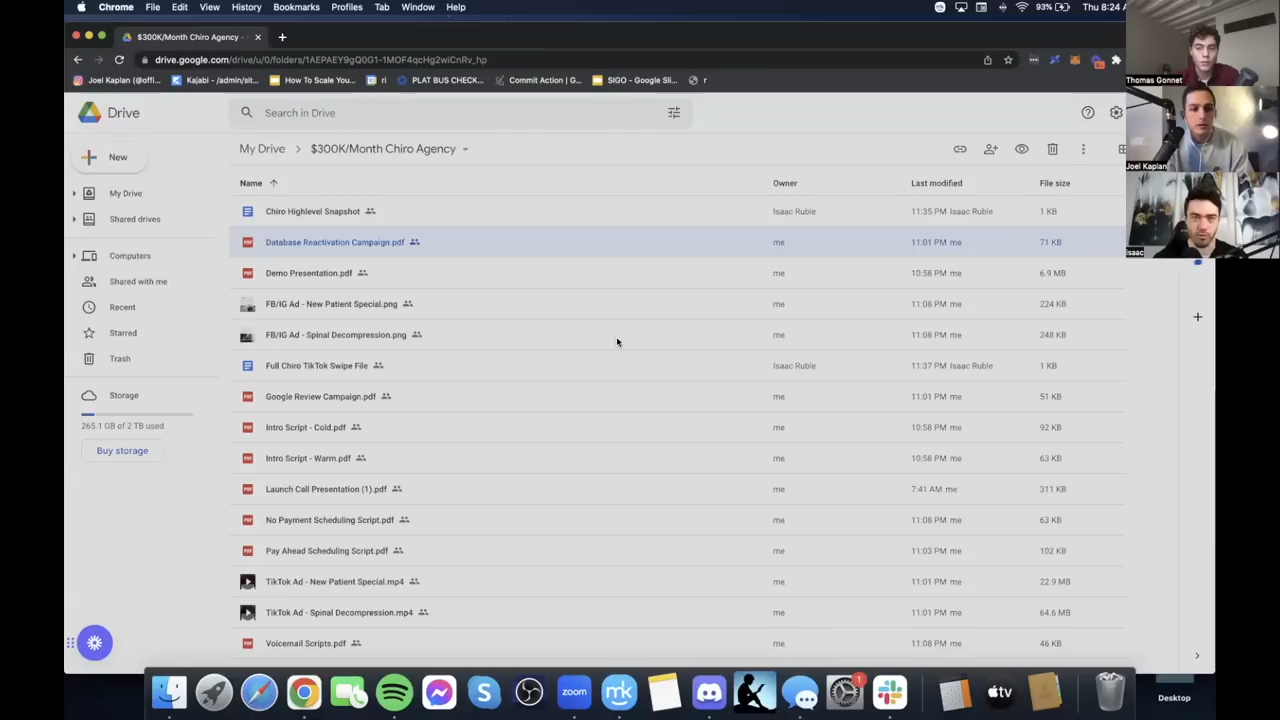 Chrome File Edit View History Bookmarks Profiles Tab Window Help 93% Thu 8:24 A
$300K/Month Chiro Agency -
drive.google.com/drive/u/0/folders/1AEPAEY9gQ0G1-1MOF4qcHg2wiCnRv_hp
Joel Kaplan (@offi... Kajabi - /admin/sit... How To Scale You... ri PLAT BUS CHECK... Commit Action | G... SIGO - Google Sli... r
Thomas Gonnet
Joel Kaplan
Isaac
Drive
Search in Drive
New
My Drive
Shared drives
Computers
Shared with me
Recent
Starred
Trash
Storage
265.1 GB of 2 TB used
Buy storage
My Drive > $300K/Month Chiro Agency
Name Owner Last modified File size
Chiro Highlevel Snapshot Isaac Ruble 11:35 PM Isaac Ruble 1 KB
Database Reactivation Campaign.pdf me 11:01 PM me 71 KB
Demo Presentation.pdf me 10:58 PM me 6.9 MB
FB/IG Ad - New Patient Special.png me 11:08 PM me 224 KB
FB/IG Ad - Spinal Decompression.png me 11:08 PM me 248 KB
Full Chiro TikTok Swipe File Isaac Ruble 11:37 PM Isaac Ruble 1 KB
Google Review Campaign.pdf me 11:01 PM me 51 KB
Intro Script - Cold.pdf me 10:58 PM me 92 KB
Intro Script - Warm.pdf me 10:58 PM me 63 KB
Launch Call Presentation (1).pdf me 7:41 AM me 311 KB
No Payment Scheduling Script.pdf me 11:08 PM me 63 KB
Pay Ahead Scheduling Script.pdf me 11:03 PM me 102 KB
TikTok Ad - New Patient Special.mp4 me 11:01 PM me 22.9 MB
TikTok Ad - Spinal Decompression.mp4 me 11:01 PM me 64.6 MB
Voicemail Scripts.pdf me 11:08 PM me 46 KB
zoom mk 1 tv
Desktop